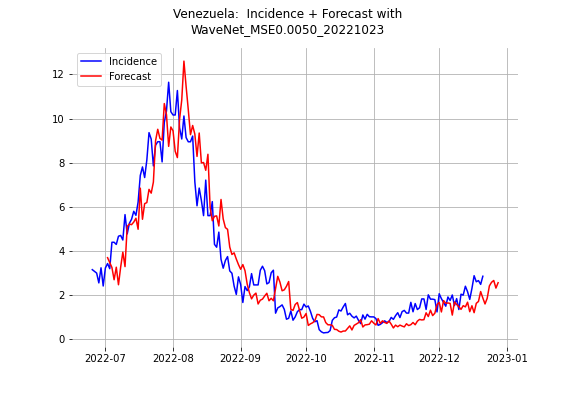 Venezuela:  Incidence + Forecast with
WaveNet_MSE0.0050_20221023
Incidence
Forecast
12
10
8
6
4
2
0
2022-07 2022-08 2022-09 2022-10 2022-11 2022-12 2023-01